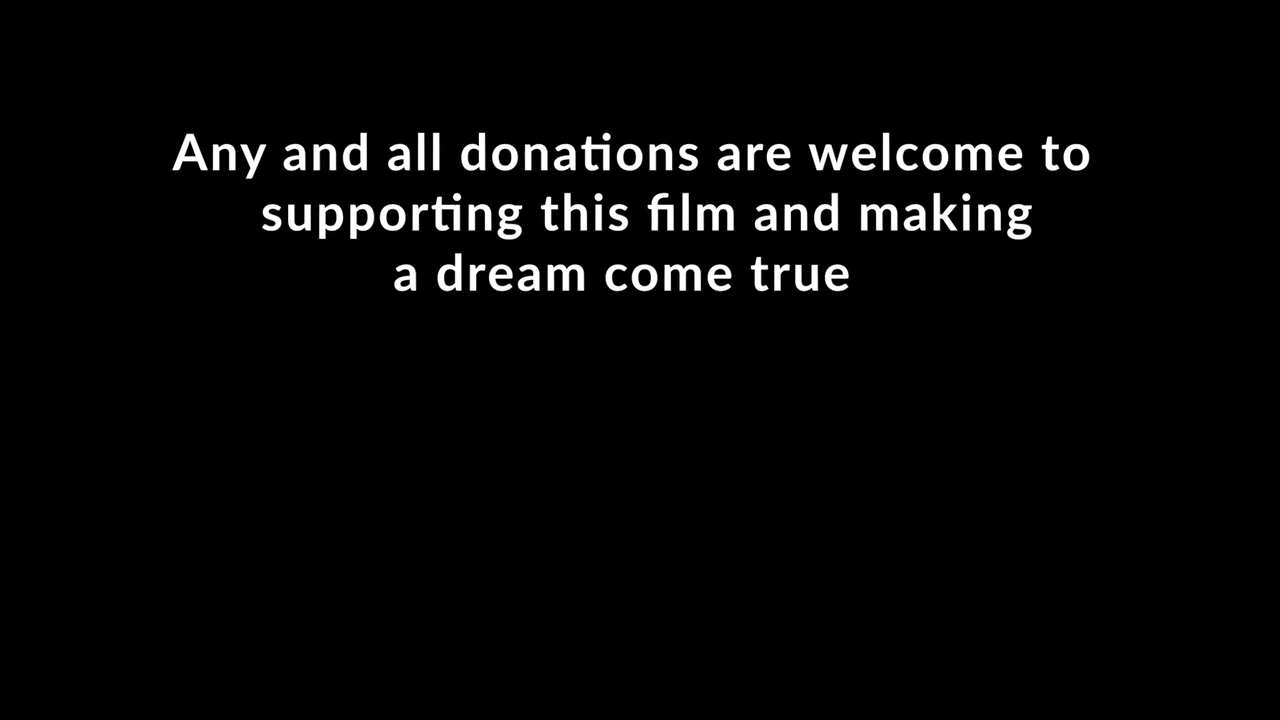 Any and all donations are welcome to
supporting this film and making
a dream come true